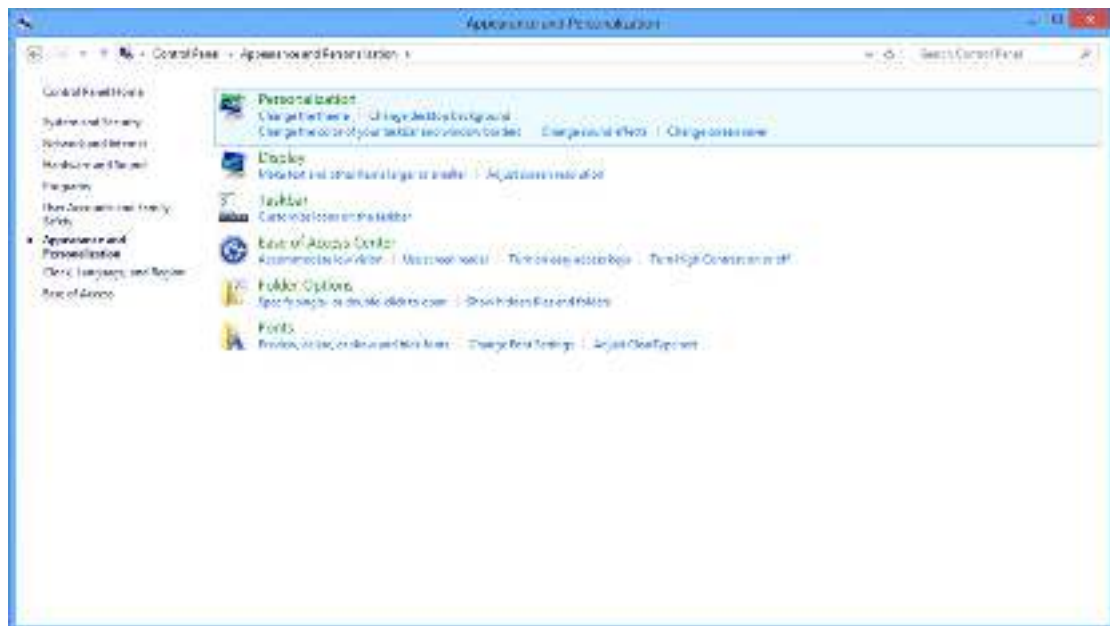 Appearance and Personalization
Control Panel Appearance and Personalization
Search Control Panel
Control Panel Home
System and Security
Network and Internet
Hardware and Sound
Programs
User Accounts and Family
Safety
Appearance and
Personalization
Clock, Language, and Region
Ease of Access
Personalization
Change the theme | Change desktop background
Change the color of your taskbar and window borders | Change sound effects | Change screen saver
Display
Make text and other items larger or smaller | Adjust screen resolution
Taskbar
Customize icons on the taskbar
Ease of Access Center
Accommodate low vision | Use screen reader | Turn on easy access keys | Turn High Contrast on or off
Folder Options
Specify single- or double-click to open | Show hidden files and folders
Fonts
Preview, delete, or show and hide fonts | Change Font Settings | Adjust ClearType text